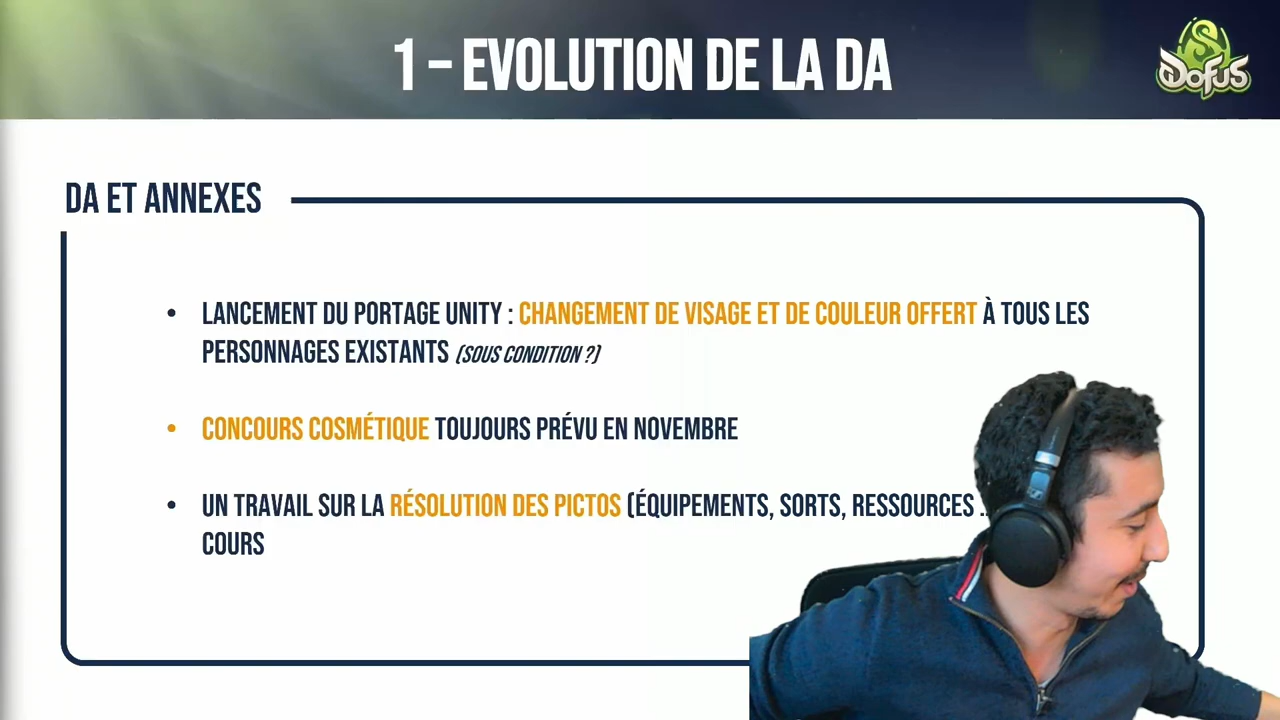 1 – EVOLUTION DE LA DA
DOFUS
DA ET ANNEXES
• LANCEMENT DU PORTAGE UNITY : CHANGEMENT DE VISAGE ET DE COULEUR OFFERT À TOUS LES
PERSONNAGES EXISTANTS (SOUS CONDITION ?)
• CONCOURS COSMÉTIQUE TOUJOURS PRÉVU EN NOVEMBRE
• UN TRAVAIL SUR LA RÉSOLUTION DES PICTOS (ÉQUIPEMENTS, SORTS, RESSOURCES ..
COURS